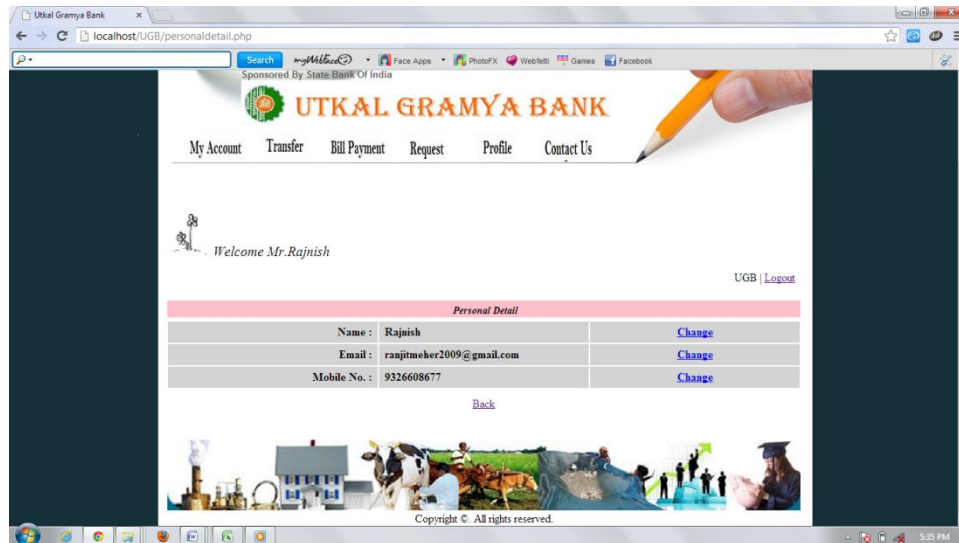 Utkal Gramya Bank
localhost/UGB/personaldetail.php
Search myWebface Face Apps PhotoFX Webfetti Games Facebook
Sponsored By State Bank Of India
UTKAL GRAMYA BANK
My Account Transfer Bill Payment Request Profile Contact Us
Welcome Mr.Rajnish
UGB | Logout
Personal Detail
Name : Rajnish Change
Email : ranjitmeher2009@gmail.com Change
Mobile No. : 9326608677 Change
Back
Copyright ©. All rights reserved.
5:35 PM